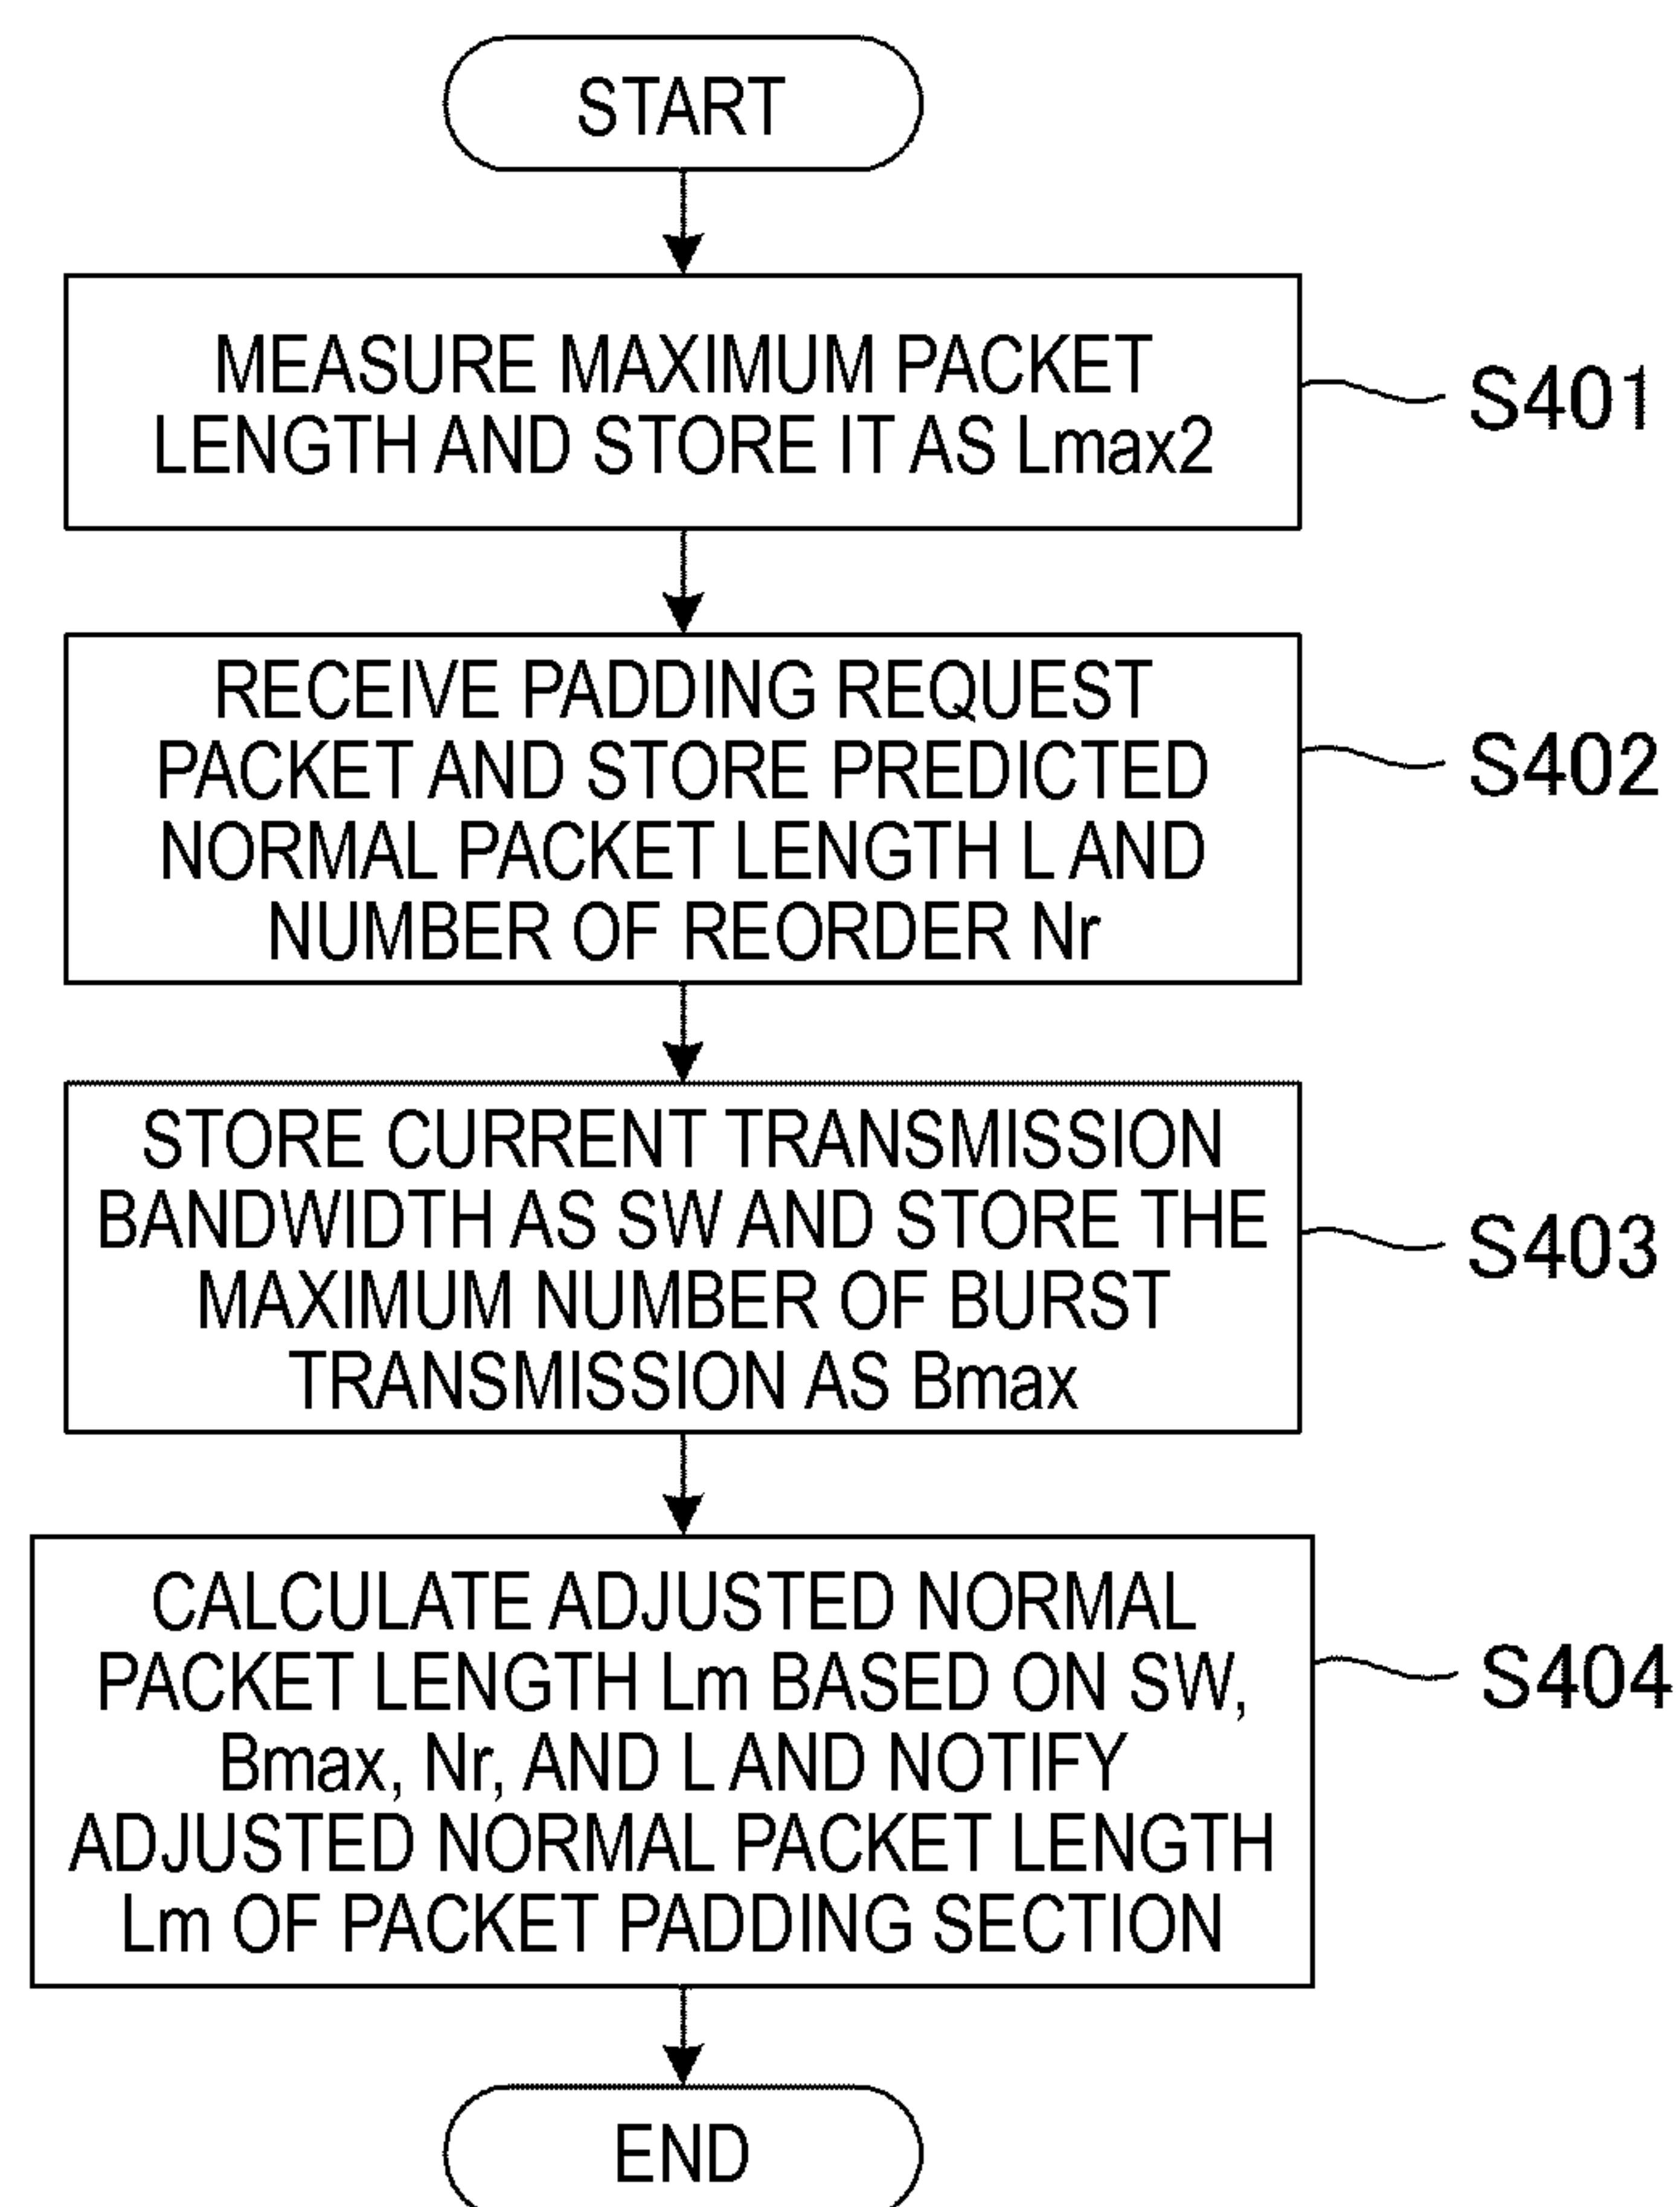 START
MEASURE MAXIMUM PACKET
LENGTH AND STORE IT AS Lmax2
S401
RECEIVE PADDING REQUEST
PACKET AND STORE PREDICTED
NORMAL PACKET LENGTH L AND
NUMBER OF REORDER Nr
S402
STORE CURRENT TRANSMISSION
BANDWIDTH AS SW AND STORE THE
MAXIMUM NUMBER OF BURST
TRANSMISSION AS Bmax
S403
CALCULATE ADJUSTED NORMAL
PACKET LENGTH Lm BASED ON SW,
Bmax, Nr, AND L AND NOTIFY
ADJUSTED NORMAL PACKET LENGTH
Lm OF PACKET PADDING SECTION
S404
END